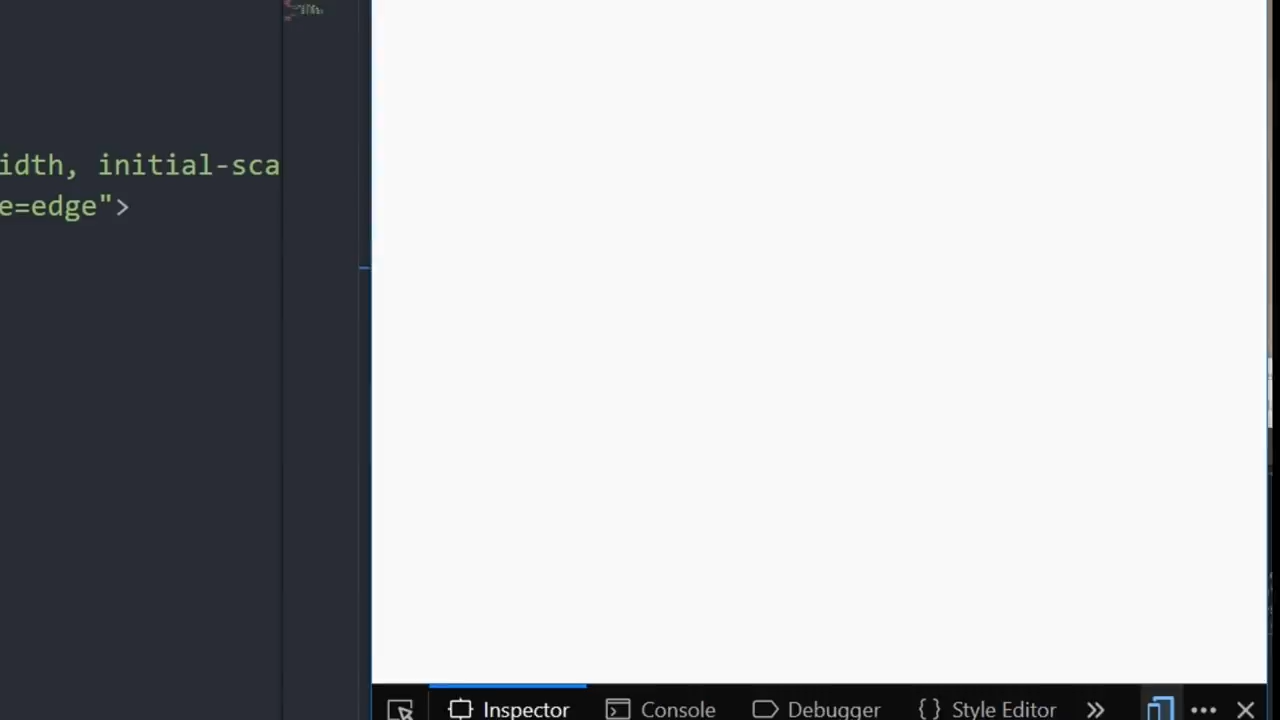 idth, initial-sca
e=edge">
Inspector Console Debugger { } Style Editor